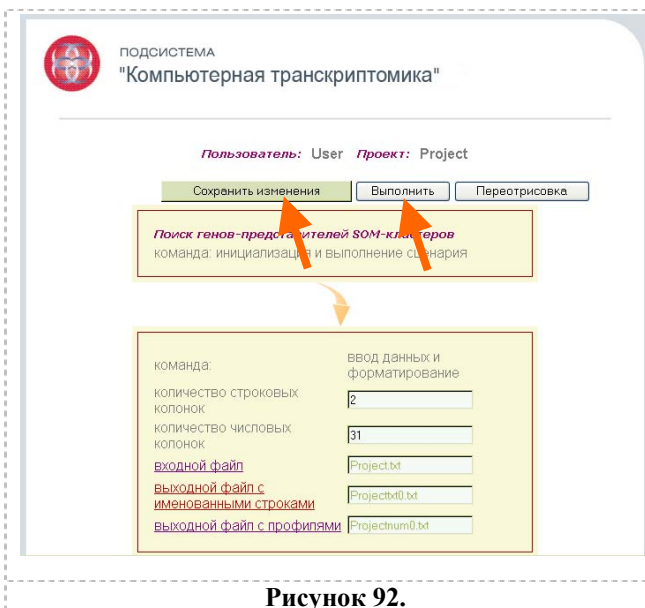 ПОДСИСТЕМА
"Компьютерная транскриптомика"
Пользователь: User Проект: Project
Сохранить изменения Выполнить Переотрисовка
Поиск генов-представителей SOM-кластеров
команда: инициализация и выполнение сценария
команда: ввод данных и
форматирование
количество строковых
колонок 2
количество числовых
колонок 31
входной файл Project.txt
выходной файл с
именованными строками Projecttxt0.txt
выходной файл с профилями Projectnum0.txt
Рисунок 92.